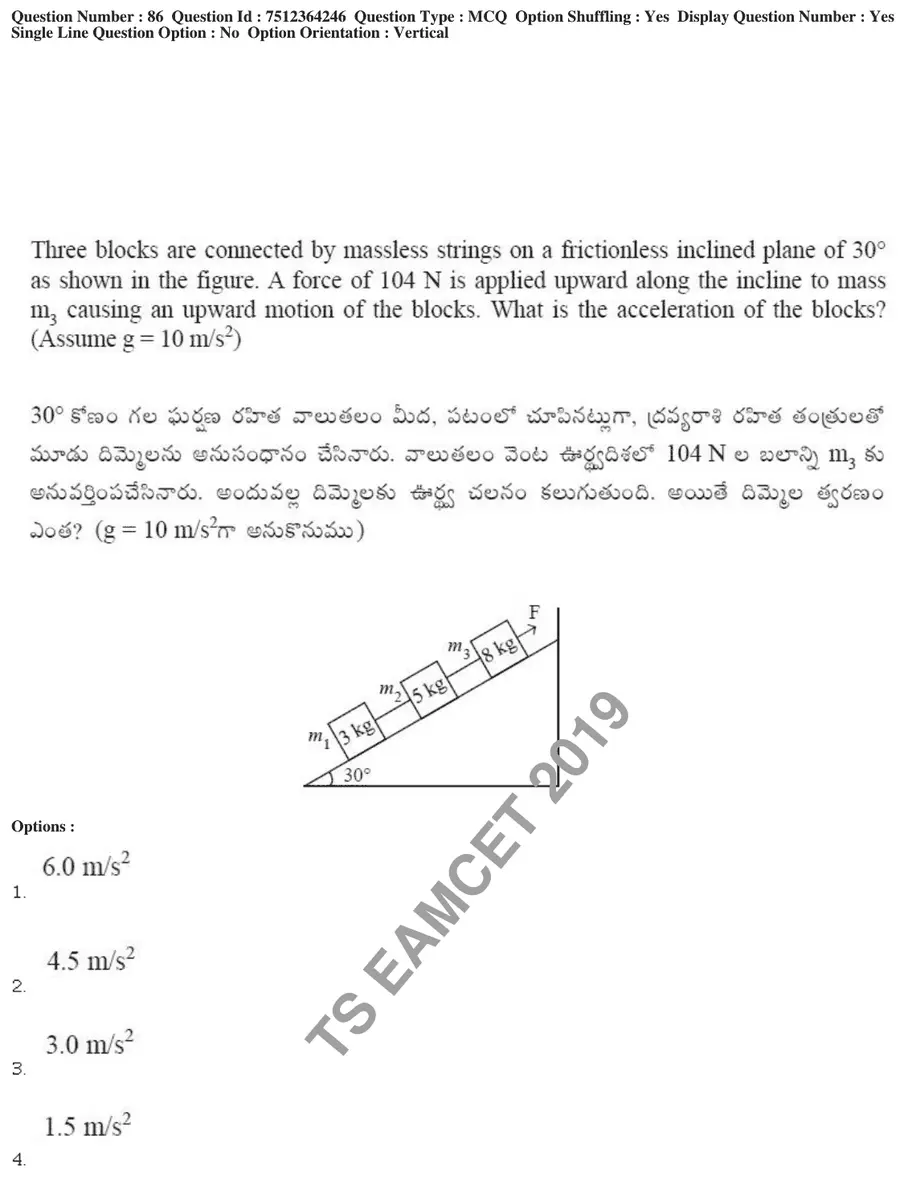 Question Number : 86 Question Id : 7512364246 Question Type : MCQ Option Shuffling : Yes Display Question Number : Yes
Single Line Question Option : No Option Orientation : Vertical
Three blocks are connected by massless strings on a frictionless inclined plane of 30°
as shown in the figure. A force of 104 N is applied upward along the incline to mass
m₃ causing an upward motion of the blocks. What is the acceleration of the blocks?
(Assume g = 10 m/s²)
30° కోణం గల ఘర్షణ రహిత వాలుతలం మీద, పటంలో చూపినట్లుగా, ద్రవ్యరాశి రహిత తంత్రులతో
మూడు దిమ్మెలను అనుసంధానం చేసినారు. వాలుతలం వెంట ఊర్ధ్వదిశలో 104 N ల బలాన్ని m₃ కు
అనువర్తింపచేసినారు. అందువల్ల దిమ్మెలకు ఊర్ధ్వ చలనం కలుగుతుంది. అయితే దిమ్మెల త్వరణం
ఎంత? (g = 10 m/s²గా అనుకొనుము)
F
m₃ 8 kg
m₂ 5 kg
m₁ 3 kg
30°
Options :
6.0 m/s²
1.
4.5 m/s²
2.
3.0 m/s²
3.
1.5 m/s²
4.
TS EAMCET 2019